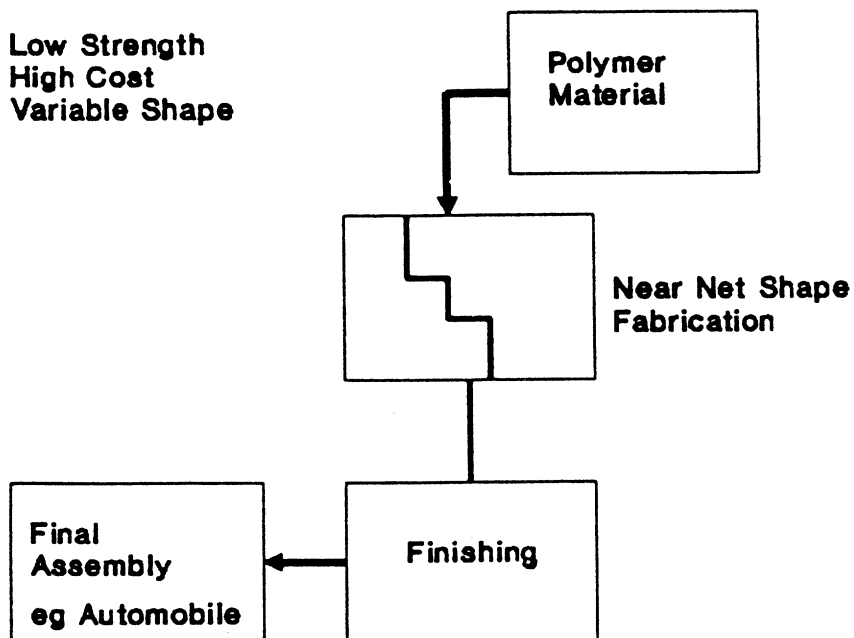 Low Strength
High Cost
Variable Shape
Polymer
Material
Near Net Shape
Fabrication
Finishing
Final
Assembly
eg Automobile